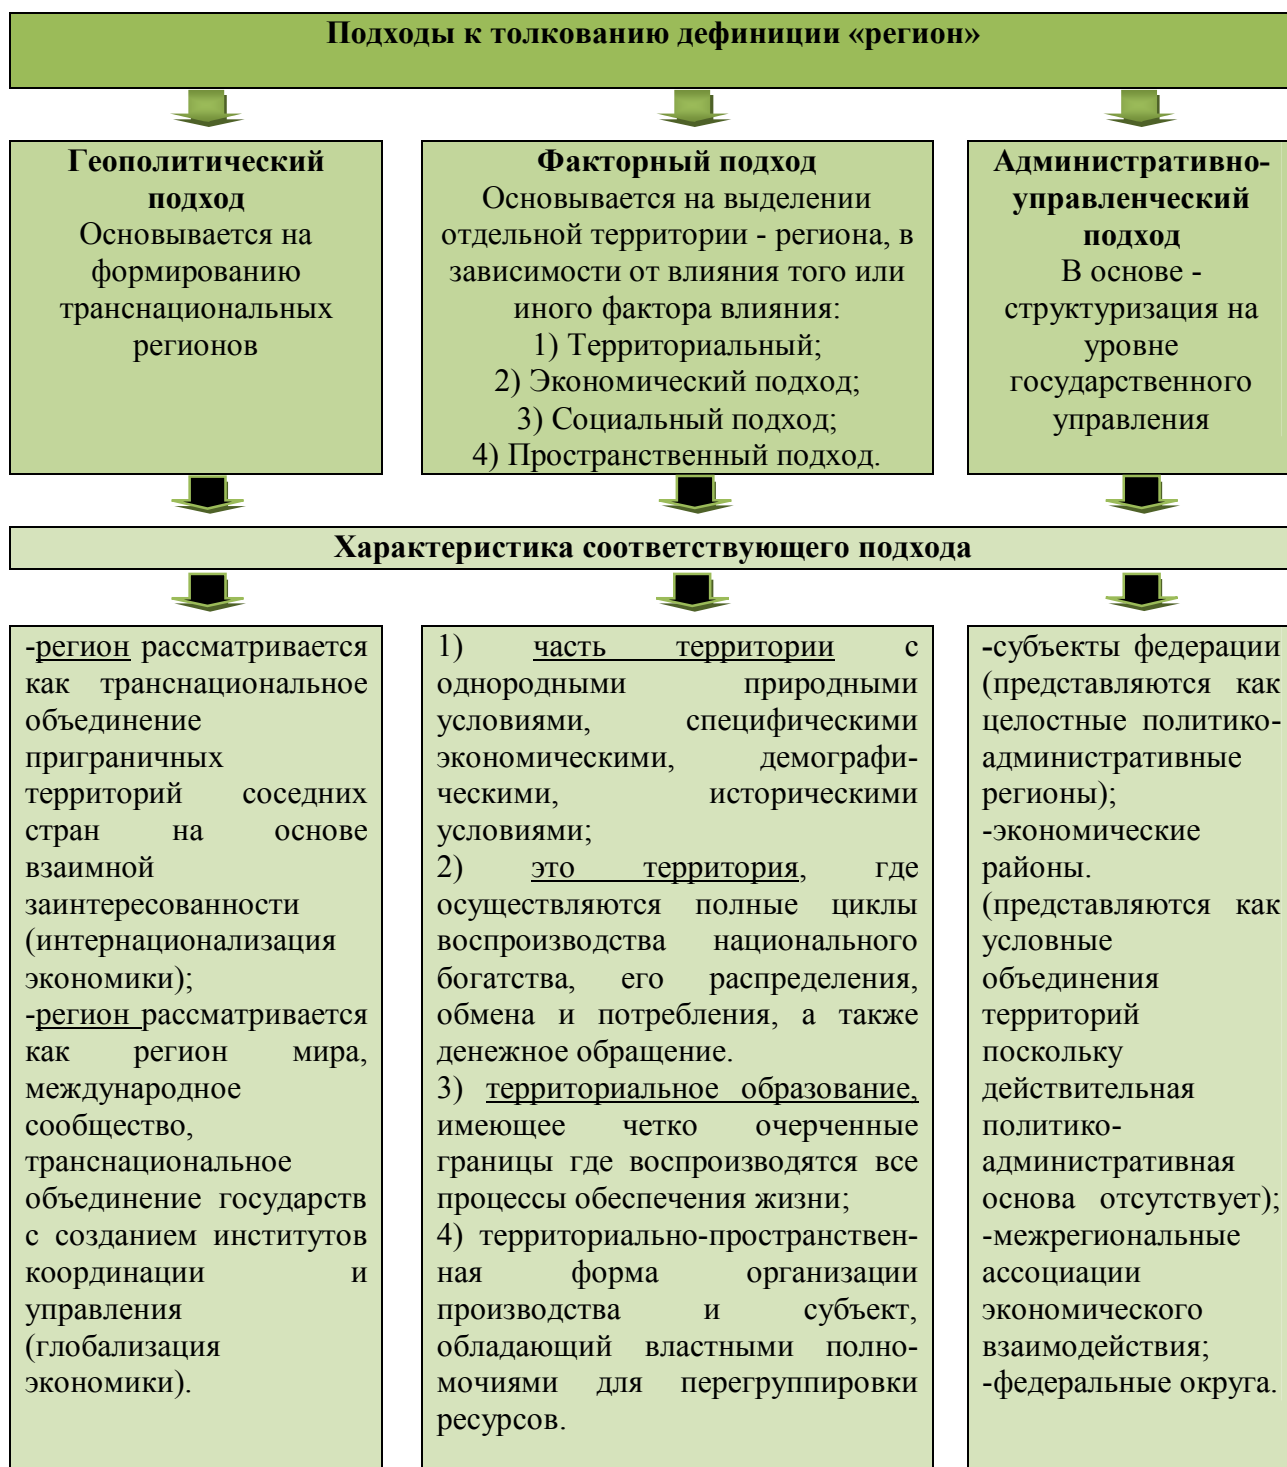 Подходы к толкованию дефиниции «регион»
Геополитический
подход
Основывается на
формированию
транснациональных
регионов
Факторный подход
Основывается на выделении
отдельной территории - региона, в
зависимости от влияния того или
иного фактора влияния:
1) Территориальный;
2) Экономический подход;
3) Социальный подход;
4) Пространственный подход.
Административно-
управленческий
подход
В основе -
структуризация на
уровне
государственного
управления
Характеристика соответствующего подхода
-регион рассматривается
как транснациональное
объединение
приграничных
территорий соседних
стран на основе
взаимной
заинтересованности
(интернационализация
экономики);
-регион рассматривается
как регион мира,
международное
сообщество,
транснациональное
объединение государств
с созданием институтов
координации и
управления
(глобализация
экономики).
1) часть территории с
однородными природными
условиями, специфическими
экономическими, демографи-
ческими, историческими
условиями;
2) это территория, где
осуществляются полные циклы
воспроизводства национального
богатства, его распределения,
обмена и потребления, а также
денежное обращение.
3) территориальное образование,
имеющее четко очерченные
границы где воспроизводятся все
процессы обеспечения жизни;
4) территориально-пространствен-
ная форма организации
производства и субъект,
обладающий властными полно-
мочиями для перегруппировки
ресурсов.
-субъекты федерации
(представляются как
целостные политико-
административные
регионы);
-экономические
районы.
(представляются как
условные
объединения
территорий
поскольку
действительная
политико-
административная
основа отсутствует);
-межрегиональные
ассоциации
экономического
взаимодействия;
-федеральные округа.